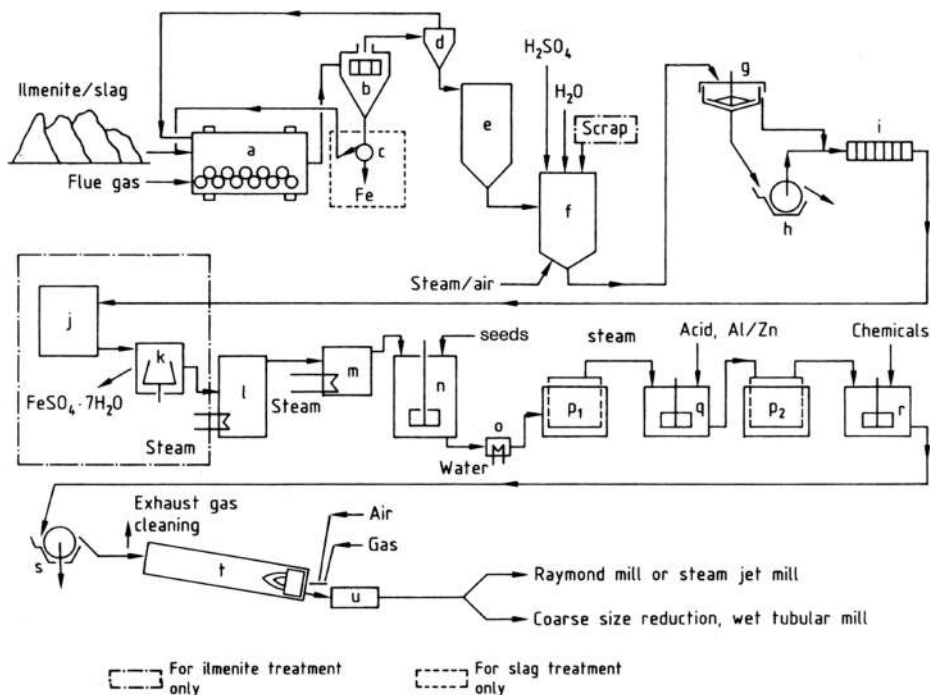 Ilmenite/slag
Flue gas
a
b
c
Fe
d
e
H₂SO₄
H₂O
Scrap
f
Steam/air
g
h
i
j
k
FeSO₄·7H₂O
Steam
l
Steam
m
seeds
n
o
Water
p₁
steam
Acid, Al/Zn
q
p₂
Chemicals
r
s
Exhaust gas
cleaning
t
Air
Gas
u
Raymond mill or steam jet mill
Coarse size reduction, wet tubular mill
For ilmenite treatment
only
For slag treatment
only